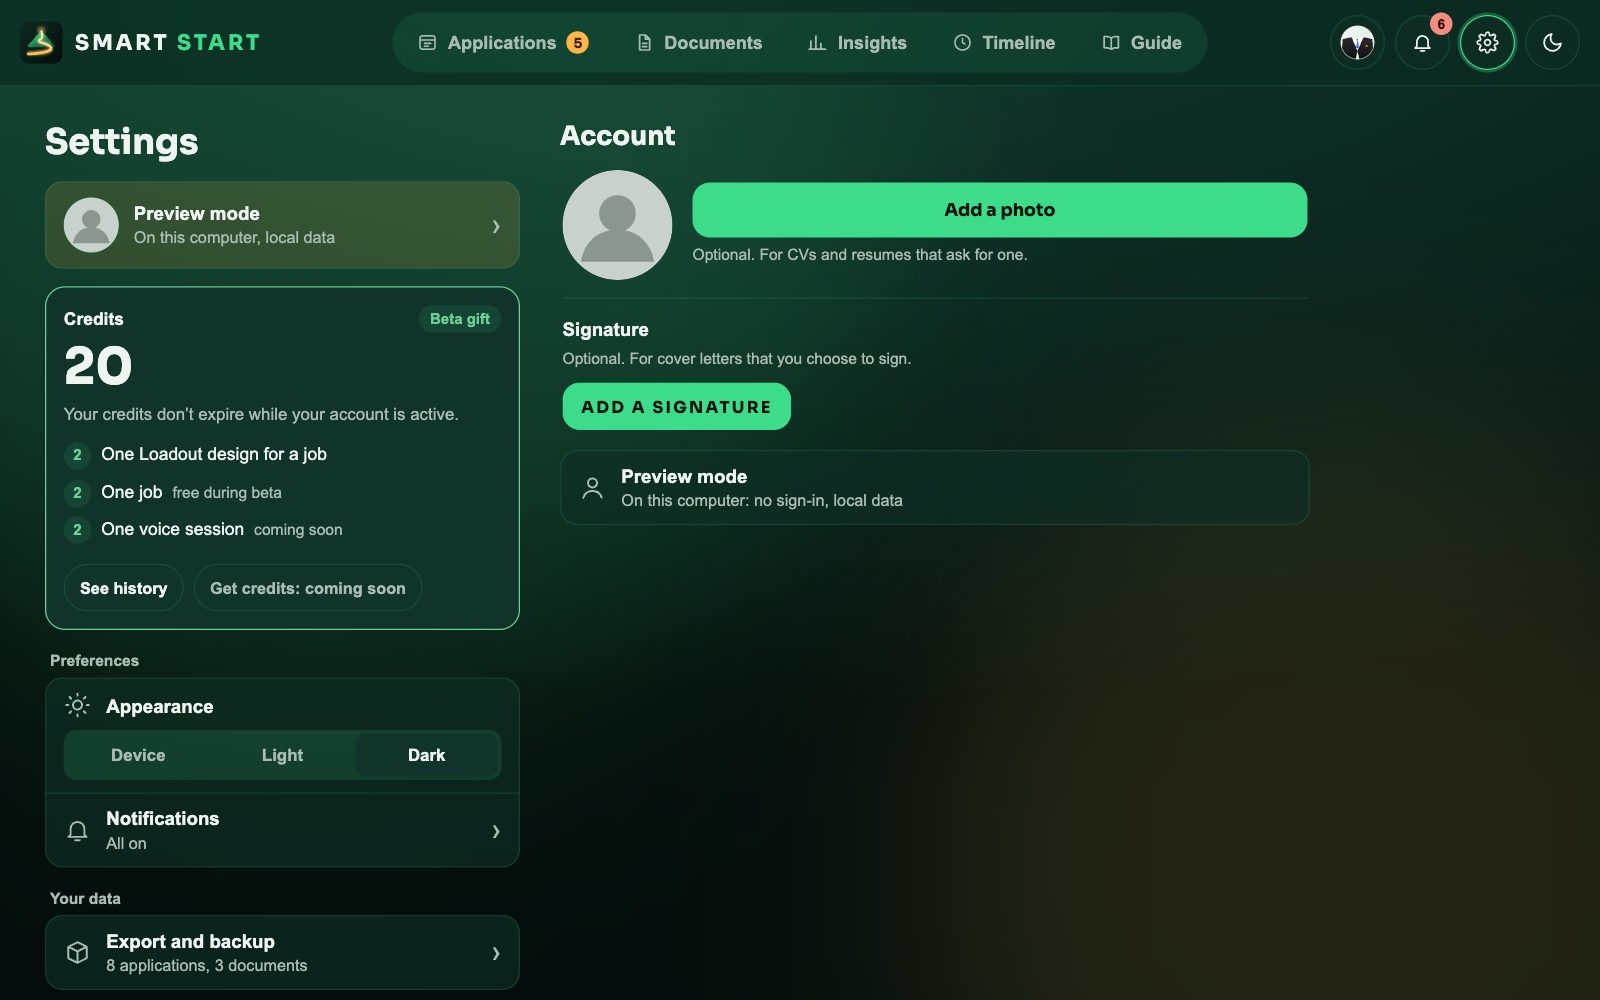 SMART START
Applications 5
Documents
Insights
Timeline
Guide
6
Settings
Preview mode
On this computer, local data
Credits
Beta gift
20
Your credits don’t expire while your account is active.
2 One Loadout design for a job
2 One job free during beta
2 One voice session coming soon
See history
Get credits: coming soon
Preferences
Appearance
Device Light Dark
Notifications
All on
Your data
Export and backup
8 applications, 3 documents
Account
Add a photo
Optional. For CVs and resumes that ask for one.
Signature
Optional. For cover letters that you choose to sign.
ADD A SIGNATURE
Preview mode
On this computer: no sign-in, local data